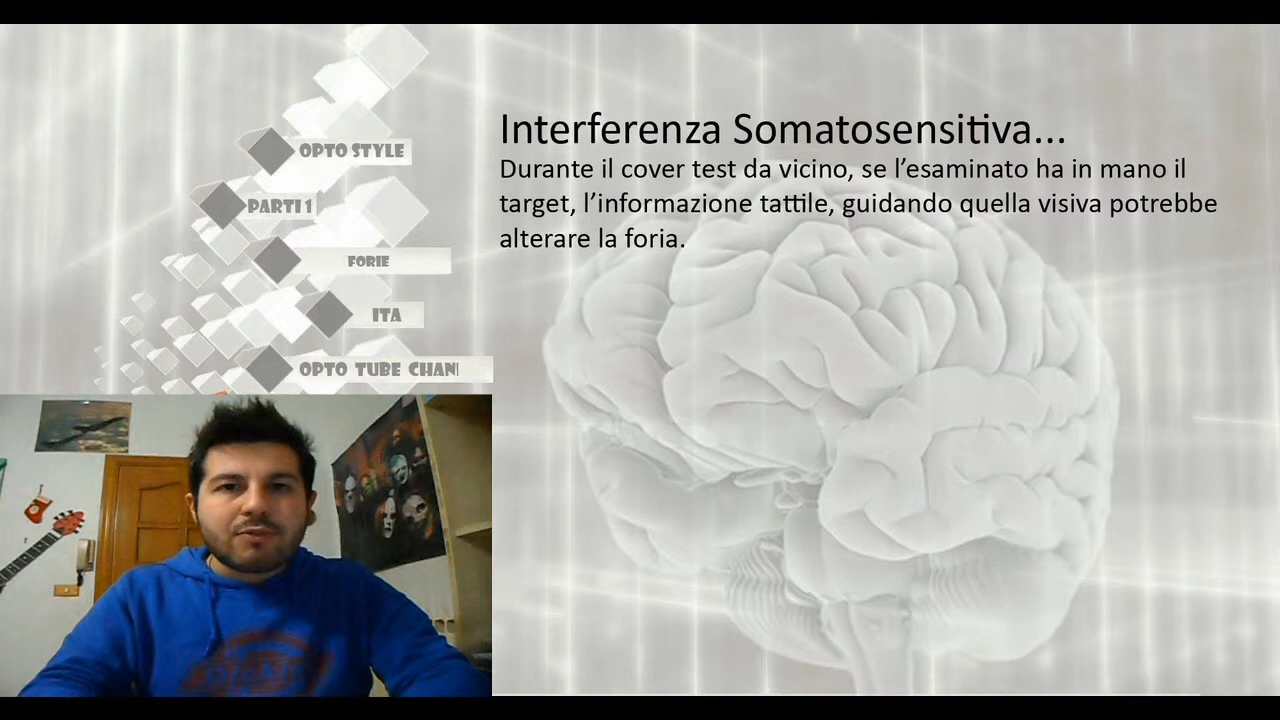 OPTO STYLE
PARTI 1
FORIE
ITA
OPTO TUBE CHAN
Interferenza Somatosensitiva...
Durante il cover test da vicino, se l’esaminato ha in mano il
target, l’informazione tattile, guidando quella visiva potrebbe
alterare la foria.